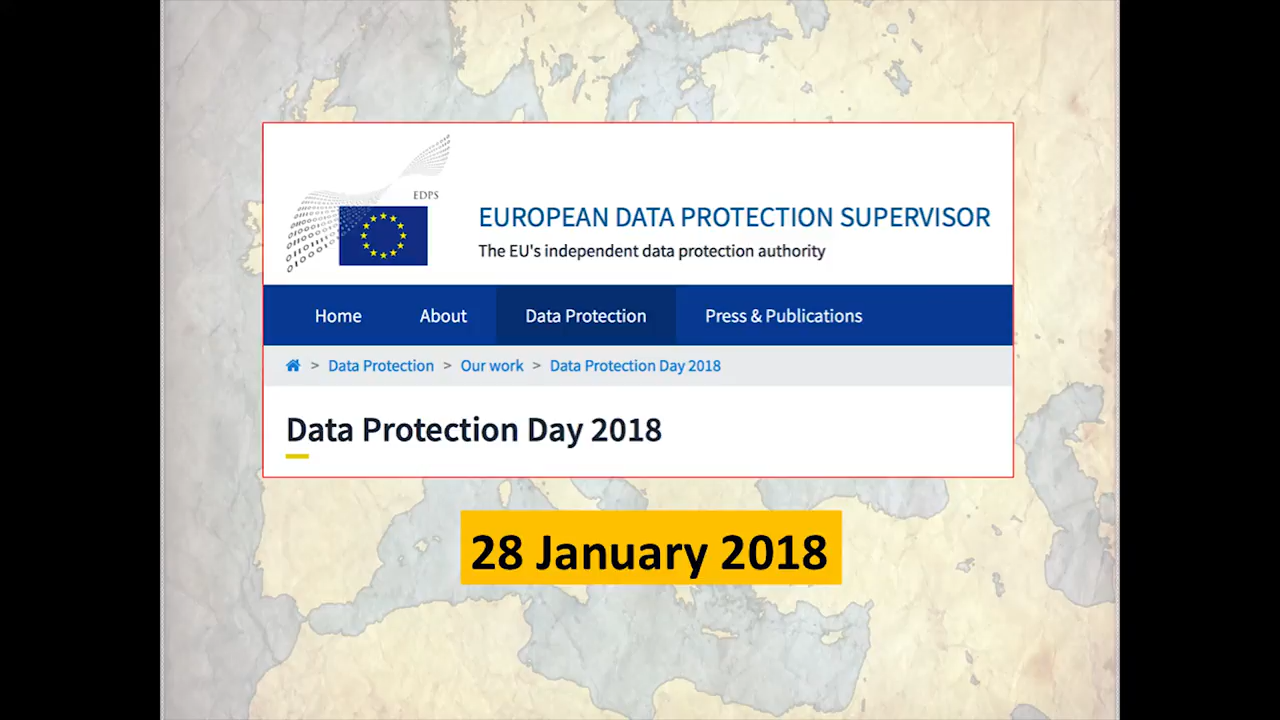 EDPS
EUROPEAN DATA PROTECTION SUPERVISOR
The EU's independent data protection authority
Home About Data Protection Press & Publications
> Data Protection > Our work > Data Protection Day 2018
Data Protection Day 2018
28 January 2018